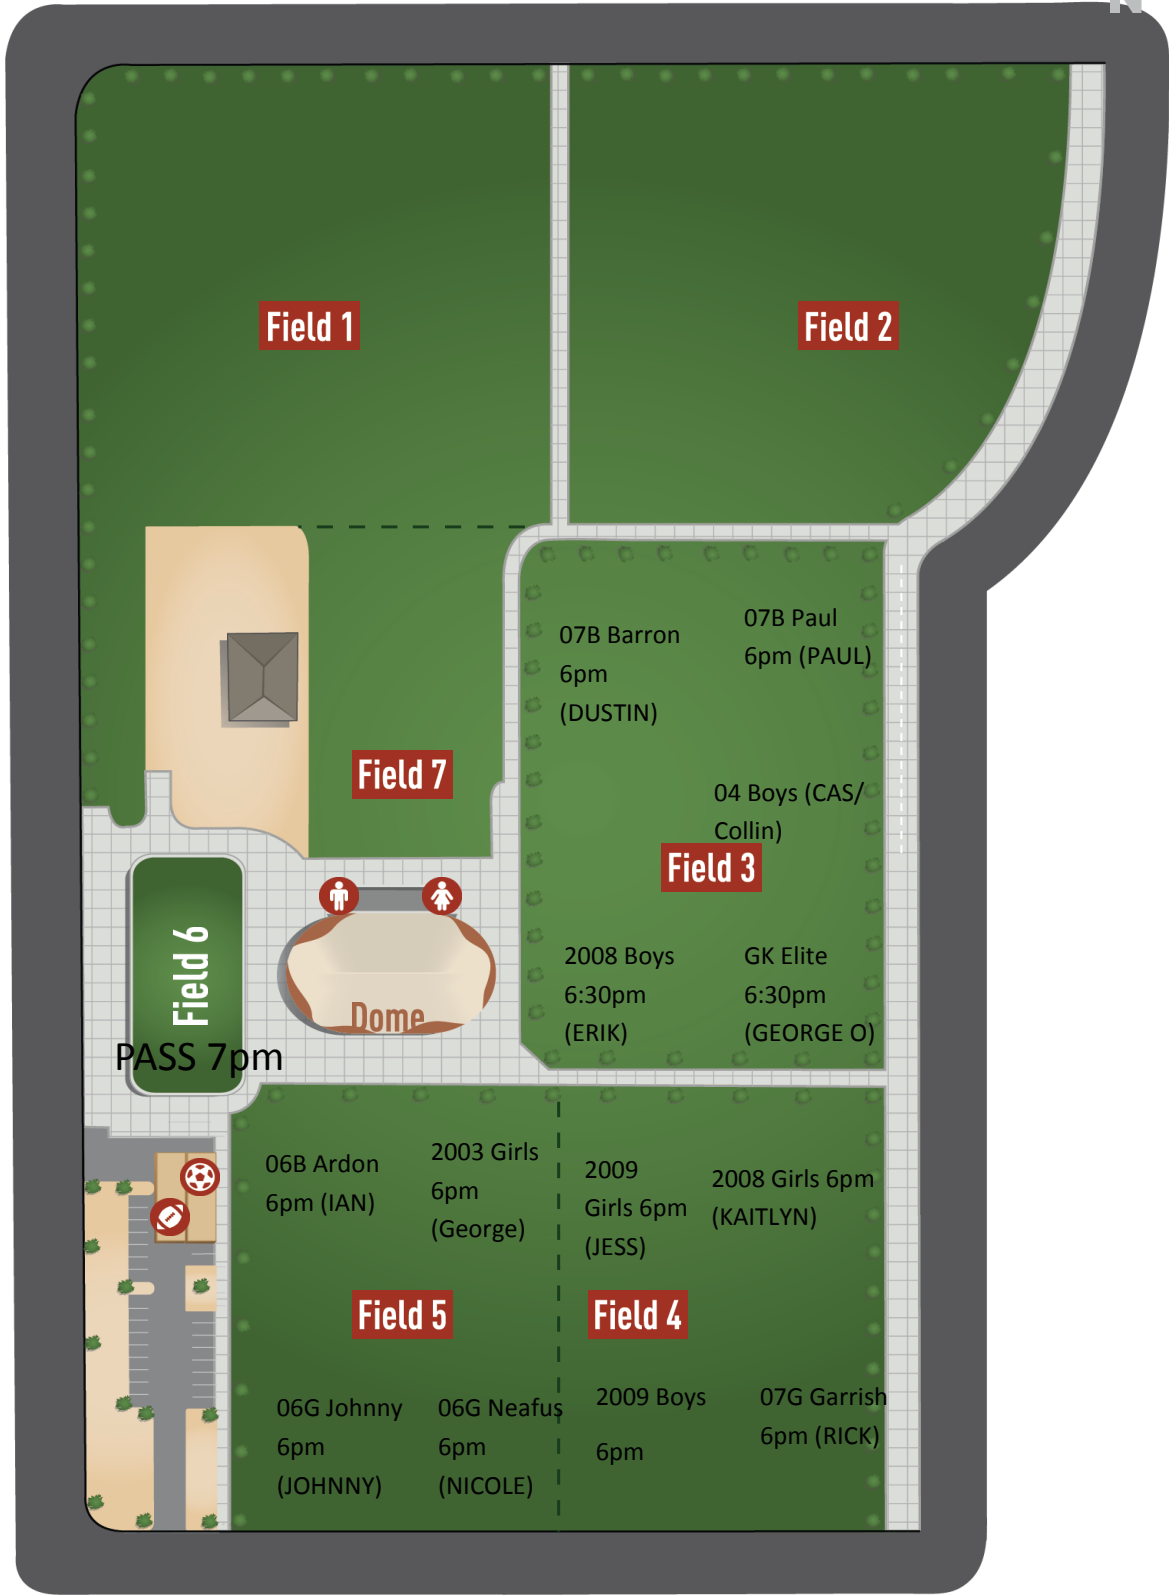 N
Field 1
Field 2
07B Barron
6pm
(DUSTIN)
07B Paul
6pm (PAUL)
Field 7
04 Boys (CAS/
Collin)
Field 3
Field 6
PASS 7pm
Dome
2008 Boys
6:30pm
(ERIK)
GK Elite
6:30pm
(GEORGE O)
06B Ardon
6pm (IAN)
2003 Girls
6pm
(George)
2009
Girls 6pm
(JESS)
2008 Girls 6pm
(KAITLYN)
Field 5
Field 4
06G Johnny
6pm
(JOHNNY)
06G Neafus
6pm
(NICOLE)
2009 Boys
6pm
07G Garrish
6pm (RICK)